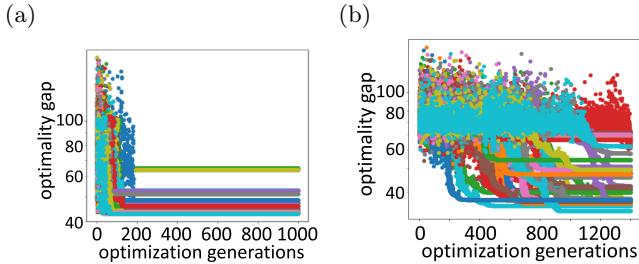 (a)
optimality gap
100
80
60
40
0 200 400 600 800 1000
optimization generations
(b)
optimality gap
100
80
60
40
0 400 800 1200
optimization generations